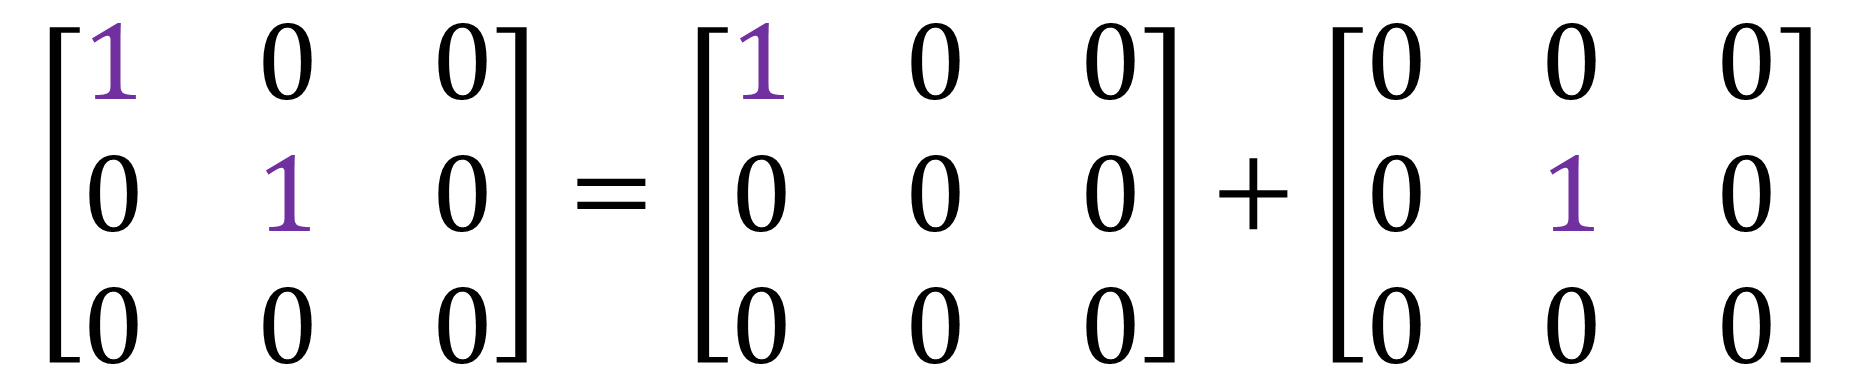 [1 0 0] [1 0 0] [0 0 0]
[0 1 0] = [0 0 0] + [0 1 0]
[0 0 0] [0 0 0] [0 0 0]